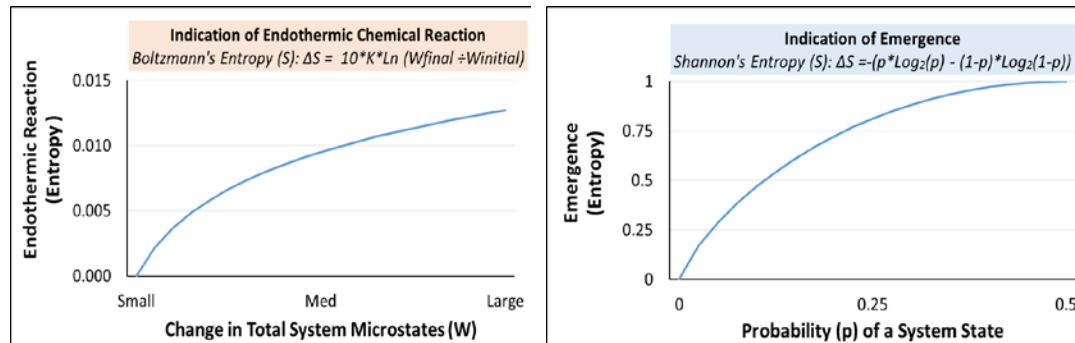 Indication of Endothermic Chemical Reaction
Boltzmann's Entropy (S): ΔS = 10*K*Ln (Wfinal ÷Winitial)
Endothermic Reaction
(Entropy)
0.015
0.010
0.005
0.000
Small
Med
Large
Change in Total System Microstates (W)
Indication of Emergence
Shannon's Entropy (S): ΔS =-(p*Log₂(p) - (1-p)*Log₂(1-p))
Emergence
(Entropy)
1
0.75
0.5
0.25
0
0
0.25
0.5
Probability (p) of a System State